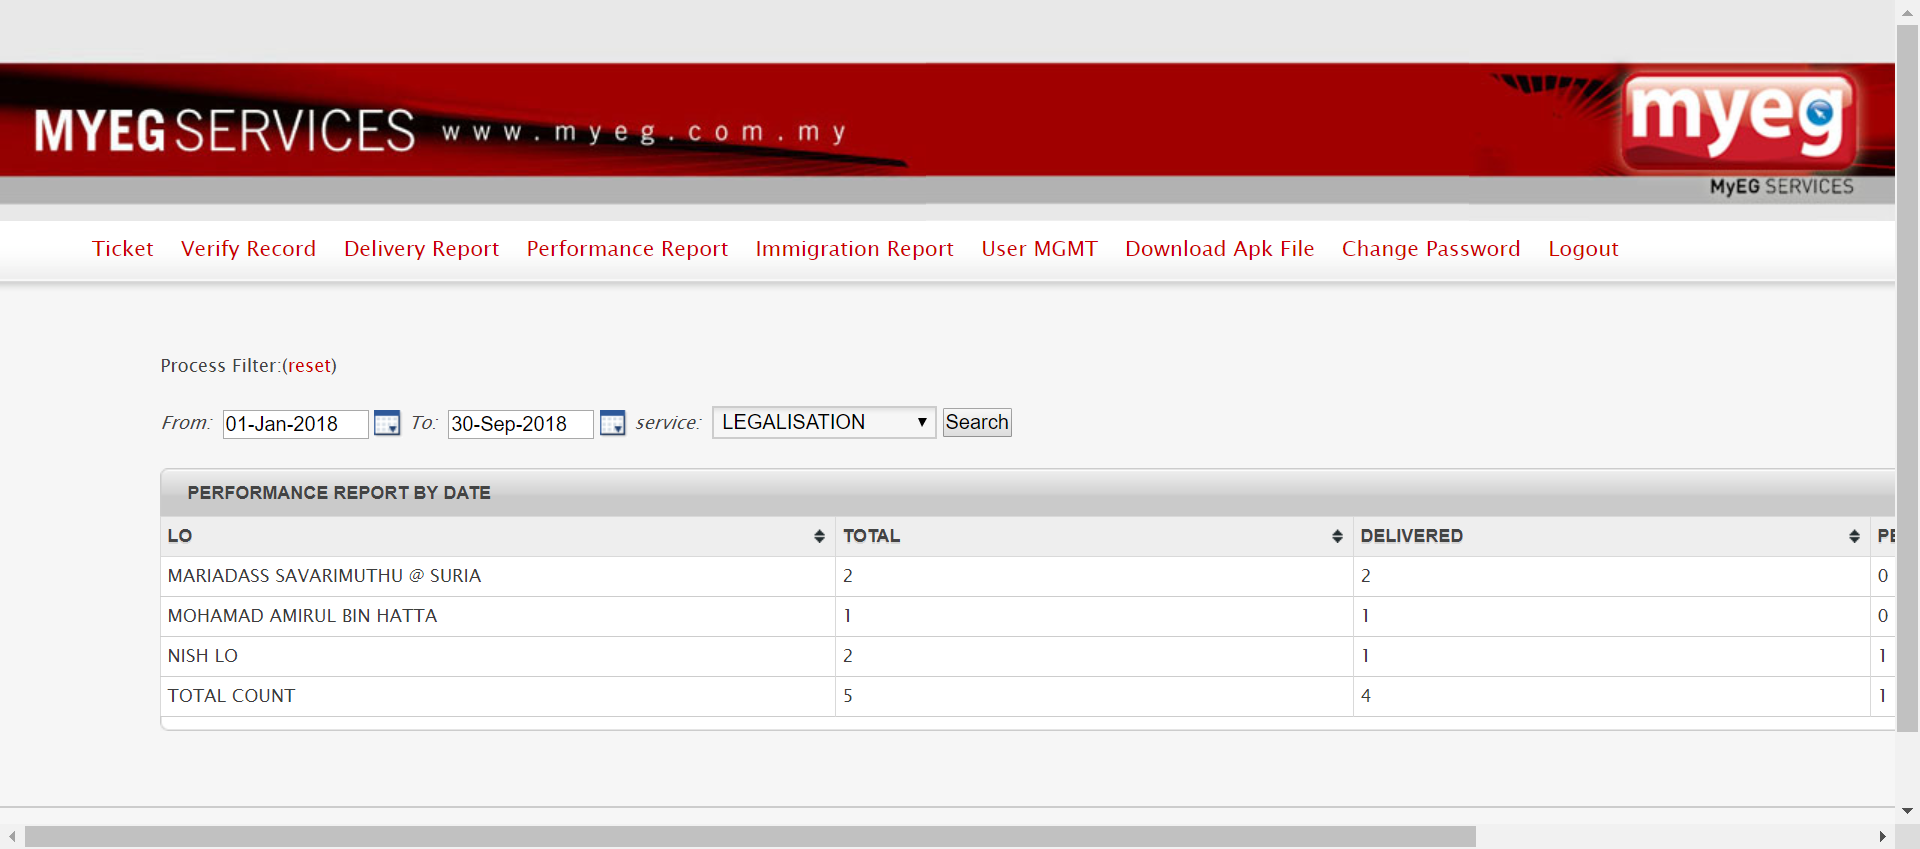 MYEG SERVICES www.myeg.com.my
myeg
MyEG SERVICES
Ticket Verify Record Delivery Report Performance Report Immigration Report User MGMT Download Apk File Change Password Logout
Process Filter:(reset)
From: 01-Jan-2018 To: 30-Sep-2018 service: LEGALISATION Search
PERFORMANCE REPORT BY DATE
LO TOTAL DELIVERED
MARIADASS SAVARIMUTHU @ SURIA 2 2 0
MOHAMAD AMIRUL BIN HATTA 1 1 0
NISH LO 2 1 1
TOTAL COUNT 5 4 1